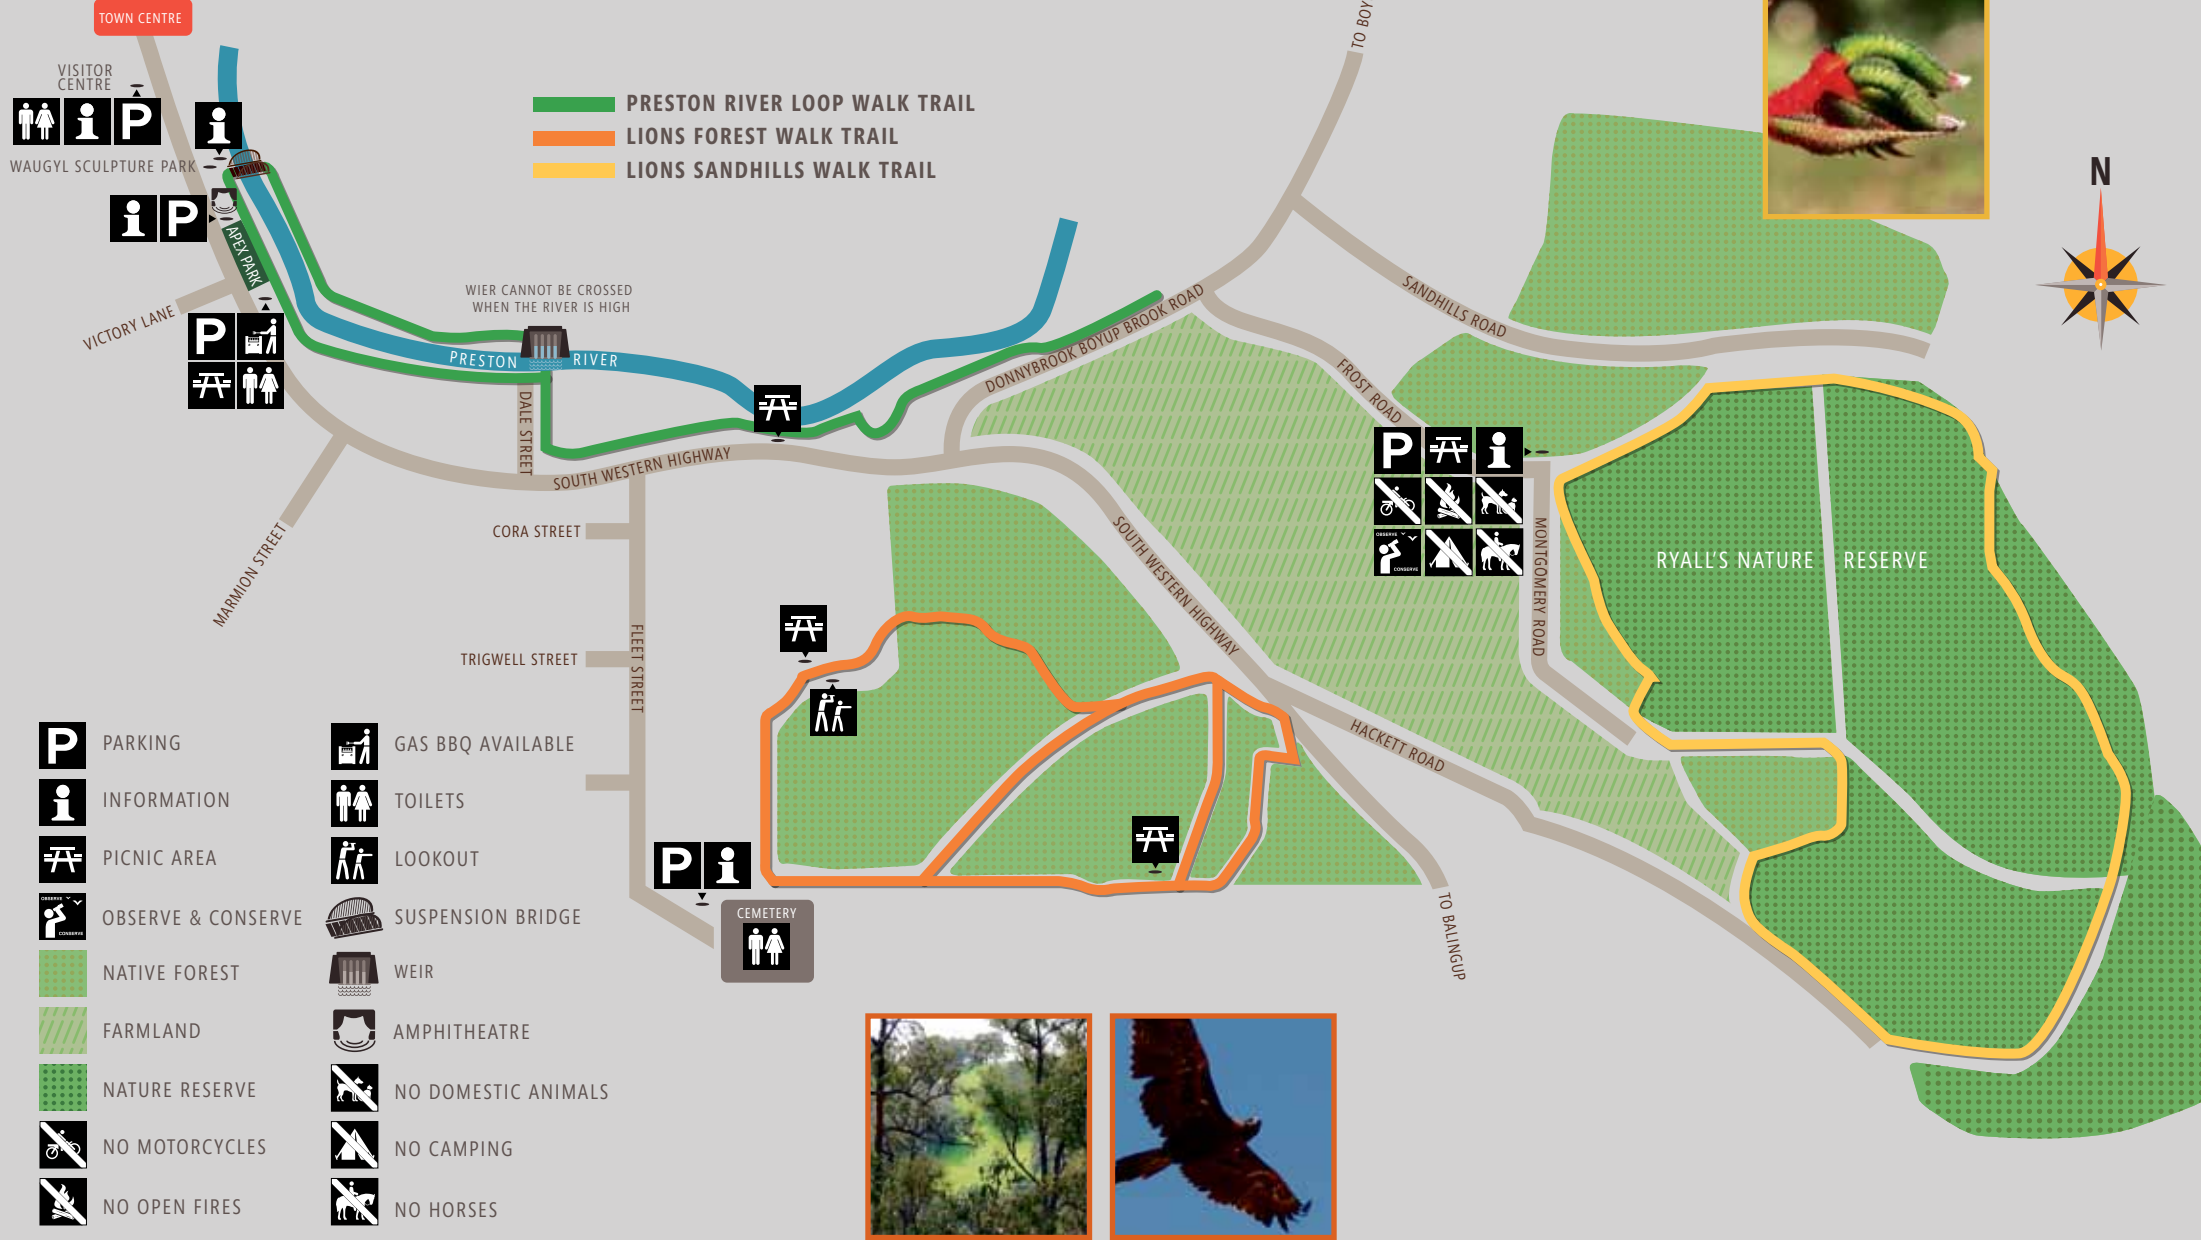 TOWN CENTRE
VISITOR
CENTRE
P
WAUGYL SCULPTURE PARK
P
APEX PARK
VICTORY LANE
P
PRESTON RIVER LOOP WALK TRAIL
LIONS FOREST WALK TRAIL
LIONS SANDHILLS WALK TRAIL
TO BOY
N
WIER CANNOT BE CROSSED
WHEN THE RIVER IS HIGH
PRESTON RIVER
DALE STREET
SOUTH WESTERN HIGHWAY
DONNYBROOK BOYUP BROOK ROAD
SANDHILLS ROAD
FROST ROAD
P
OBSERVE
CONSERVE
MONTGOMERY ROAD
RYALL'S NATURE RESERVE
MARMION STREET
CORA STREET
TRIGWELL STREET
FLEET STREET
SOUTH WESTERN HIGHWAY
HACKETT ROAD
TO BALINGUP
P
CEMETERY
P PARKING
INFORMATION
PICNIC AREA
OBSERVE
CONSERVE
OBSERVE & CONSERVE
NATIVE FOREST
FARMLAND
NATURE RESERVE
NO MOTORCYCLES
NO OPEN FIRES
GAS BBQ AVAILABLE
TOILETS
LOOKOUT
SUSPENSION BRIDGE
WEIR
AMPHITHEATRE
NO DOMESTIC ANIMALS
NO CAMPING
NO HORSES